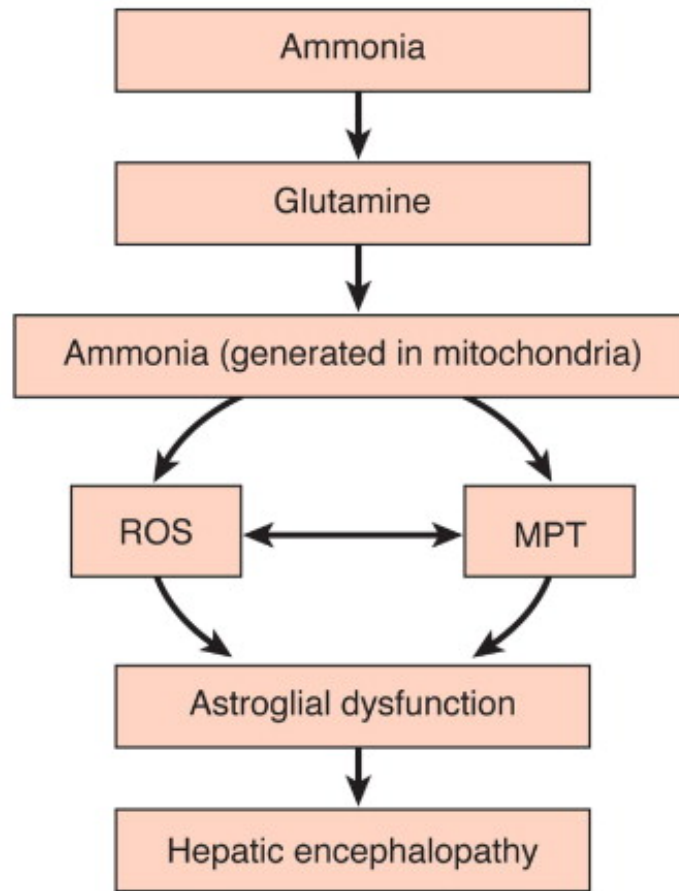 Ammonia
Glutamine
Ammonia (generated in mitochondria)
ROS
MPT
Astroglial dysfunction
Hepatic encephalopathy